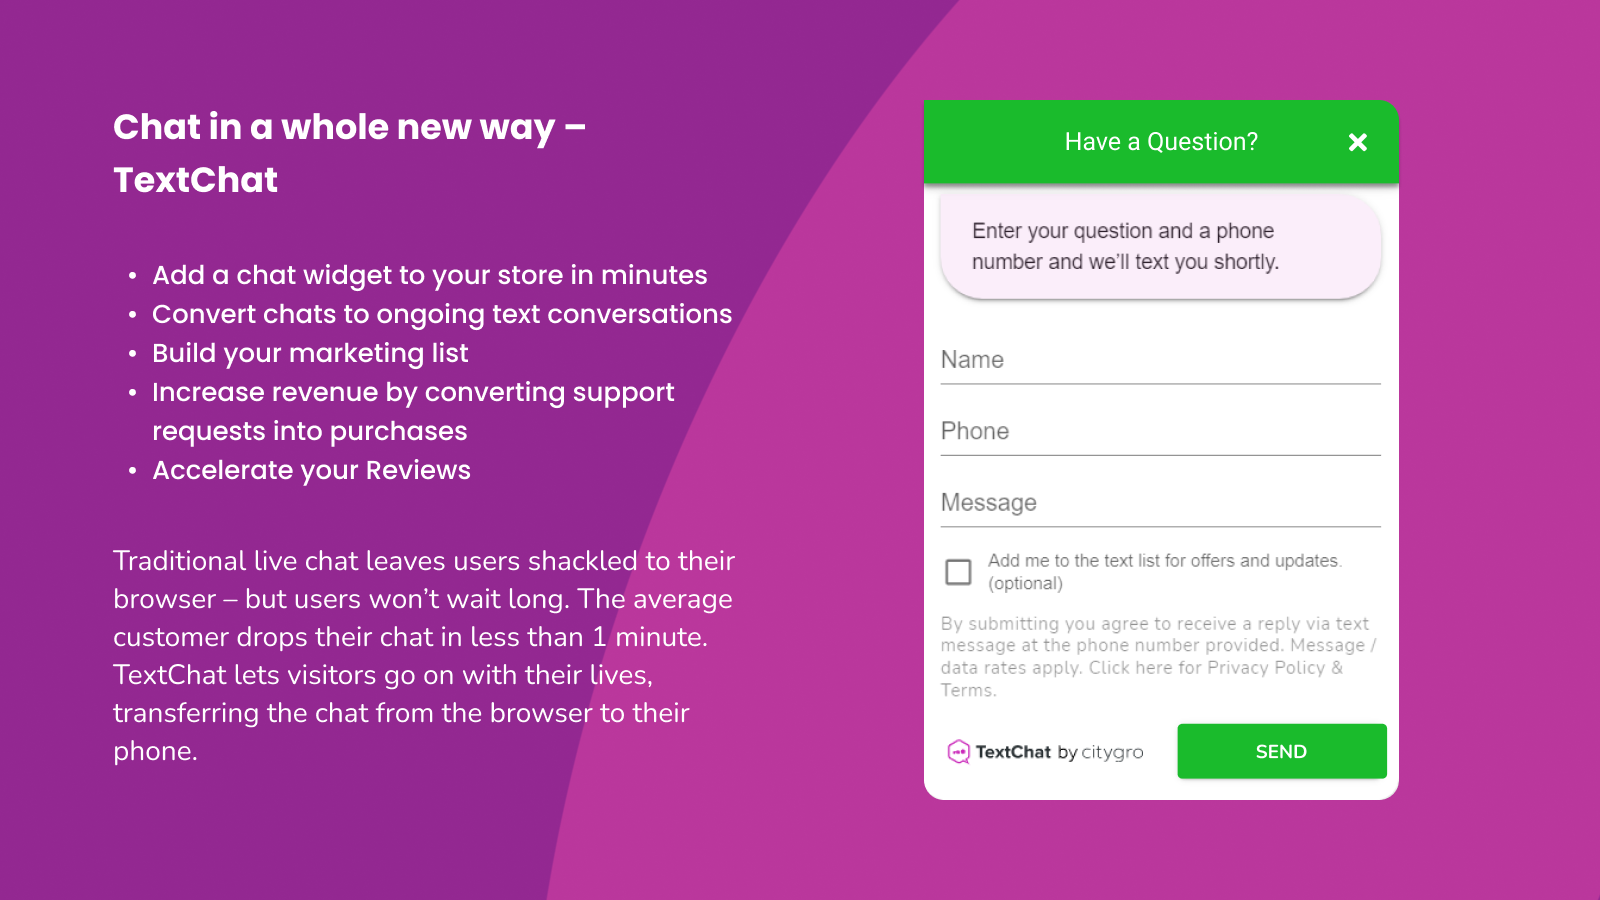 Chat in a whole new way –
TextChat
• Add a chat widget to your store in minutes
• Convert chats to ongoing text conversations
• Build your marketing list
• Increase revenue by converting support
requests into purchases
• Accelerate your Reviews
Traditional live chat leaves users shackled to their
browser – but users won’t wait long. The average
customer drops their chat in less than 1 minute.
TextChat lets visitors go on with their lives,
transferring the chat from the browser to their
phone.
Have a Question?
Enter your question and a phone
number and we’ll text you shortly.
Name
Phone
Message
Add me to the text list for offers and updates.
(optional)
By submitting you agree to receive a reply via text
message at the phone number provided. Message /
data rates apply. Click here for Privacy Policy &
Terms.
TextChat by citygro
SEND